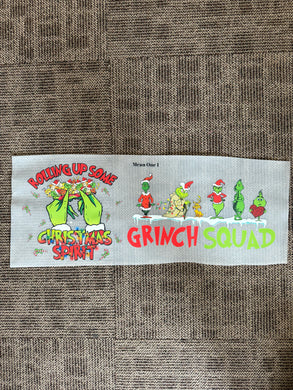 Mean One 1
ROLLING UP SOME
CHRISTMAS
SPIRIT
GRINCH SQUAD